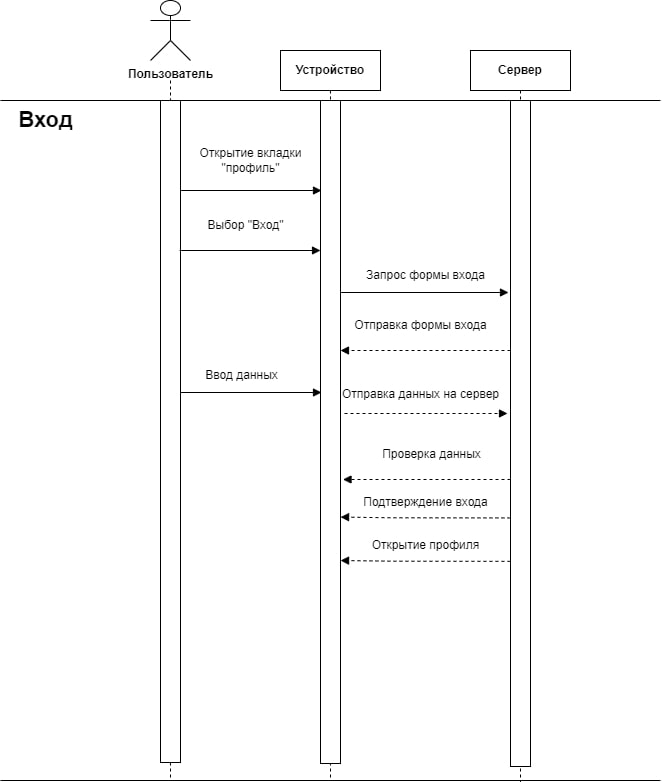 Пользователь
Устройство
Сервер
Вход
Открытие вкладки
"профиль"
Выбор "Вход"
Запрос формы входа
Отправка формы входа
Ввод данных
Отправка данных на сервер
Проверка данных
Подтверждение входа
Открытие профиля